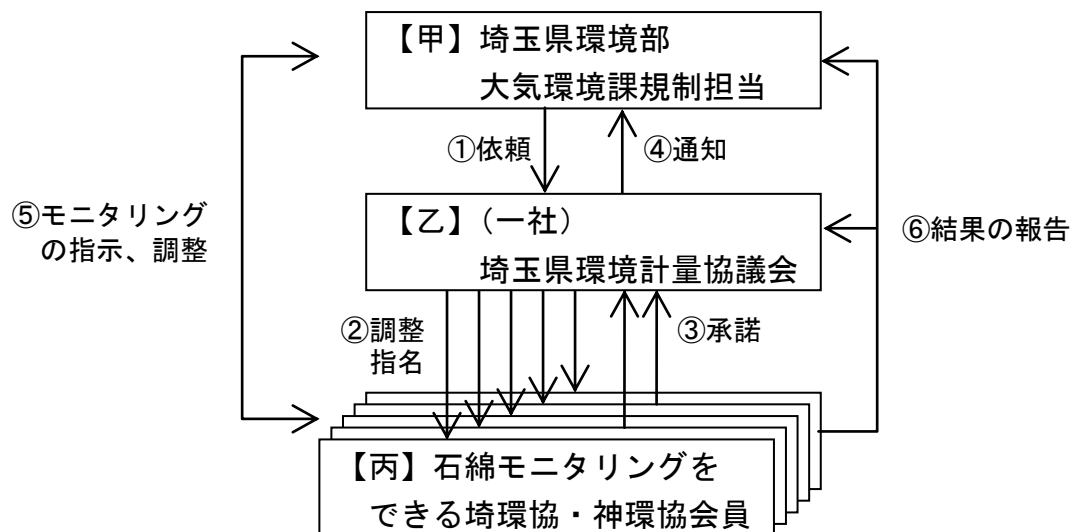 【甲】埼玉県環境部
大気環境課規制担当
①依頼
④通知
⑤モニタリング
の指示、調整
【乙】(一社)
埼玉県環境計量協議会
⑥結果の報告
②調整
指名
③承諾
【丙】石綿モニタリングを
できる埼環協・神環協会員